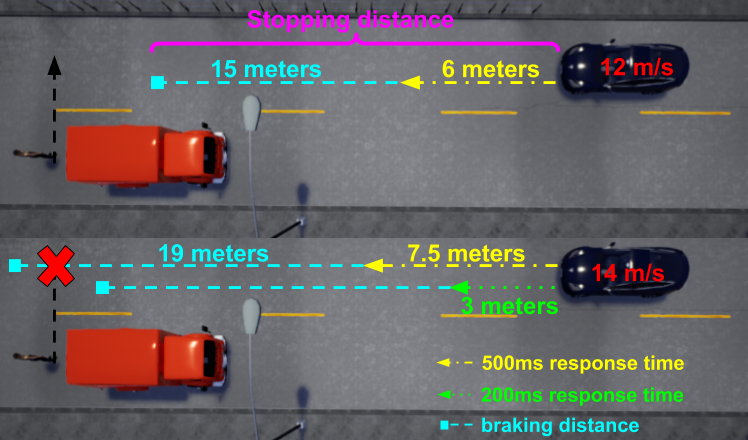 Stopping distance
15 meters
6 meters
12 m/s
19 meters
7.5 meters
14 m/s
3 meters
500ms response time
200ms response time
braking distance